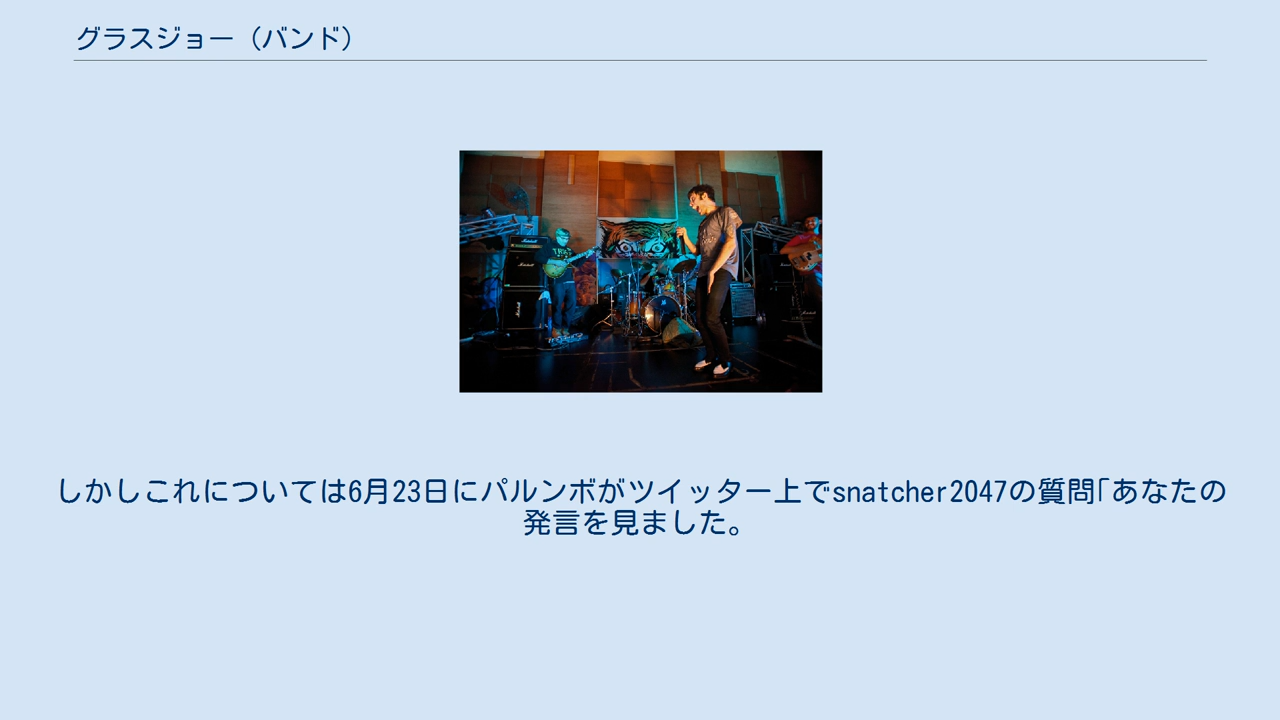 グラスジョー（バンド）
しかしこれについては6月23日にパルンボがツイッター上でsnatcher2047の質問｢あなたの
発言を見ました。